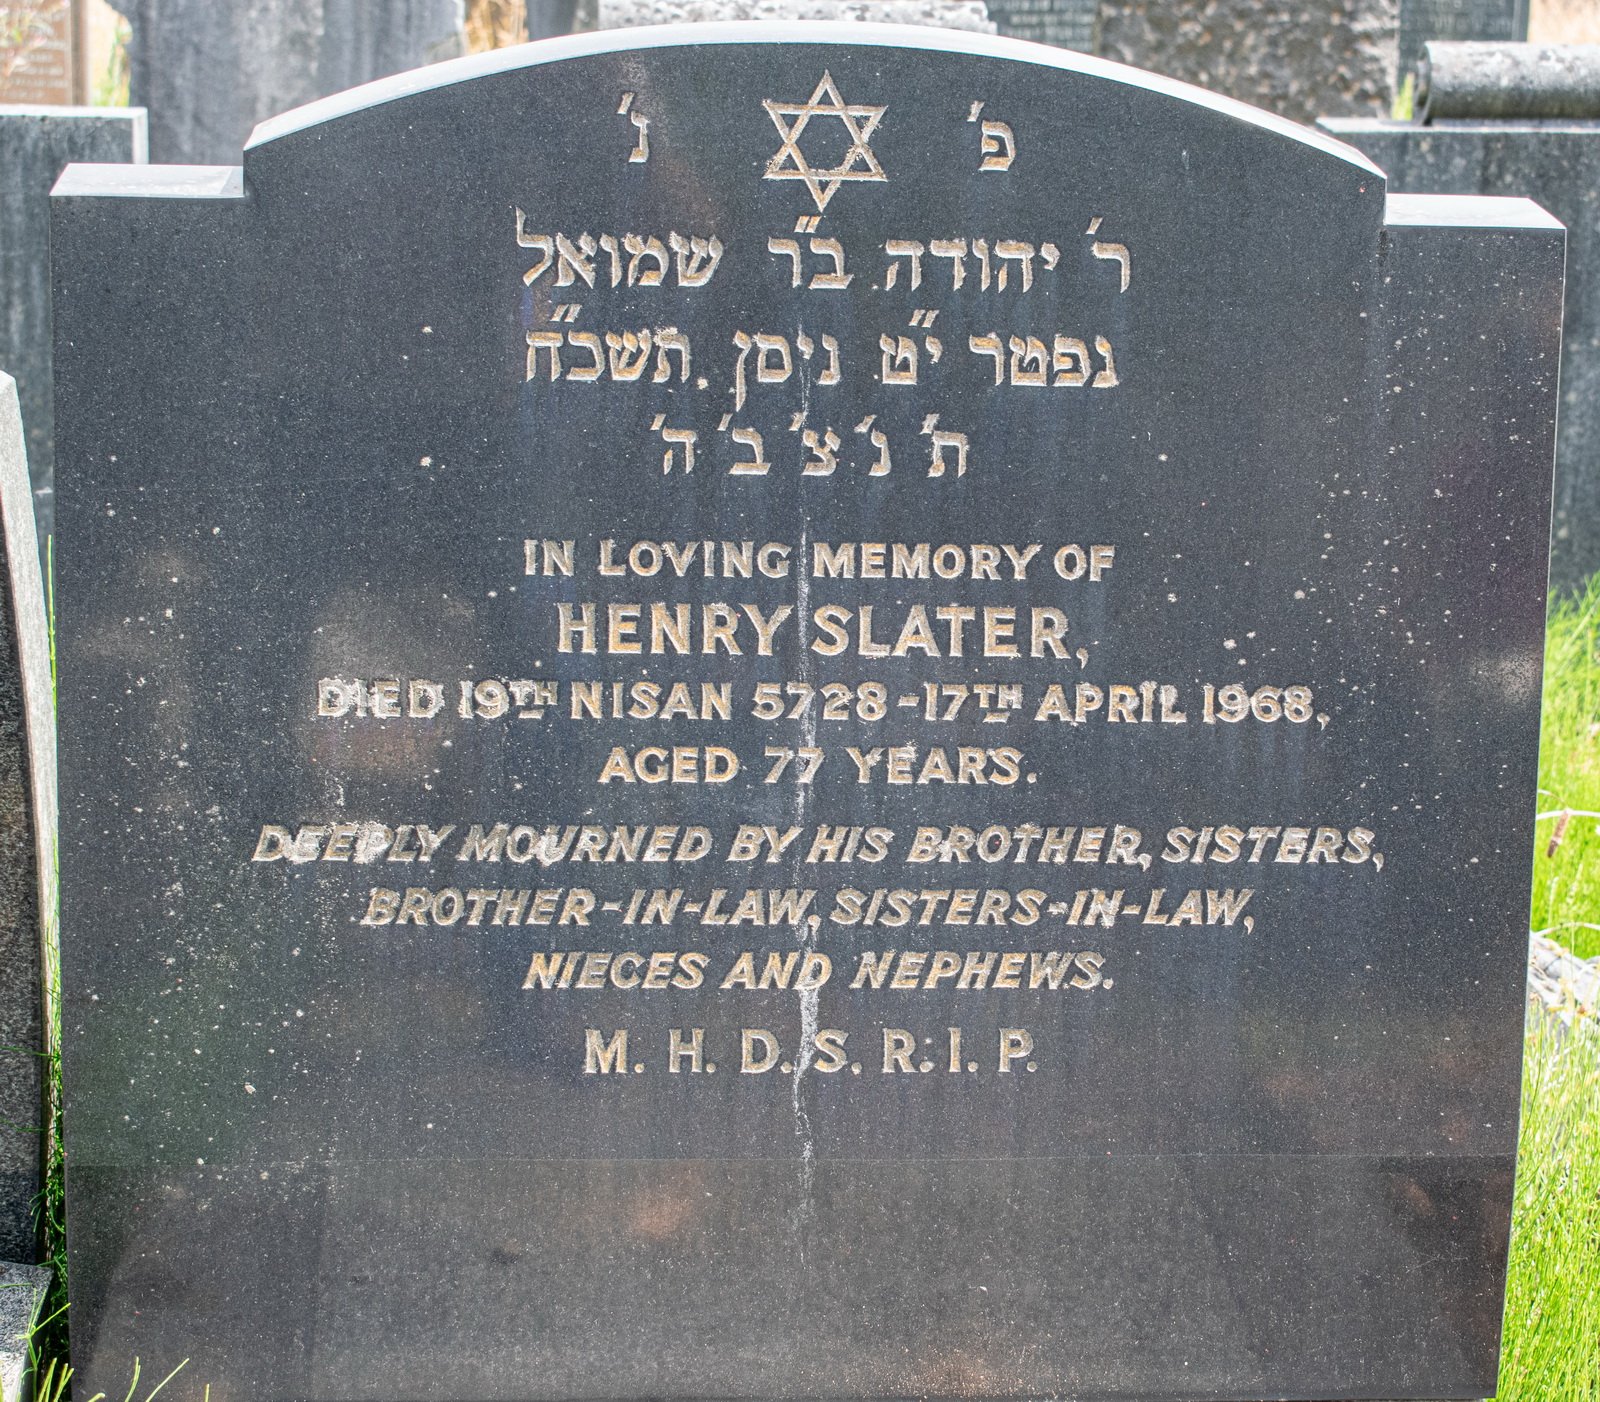 פ' נ'
ר' יהודה ב"ר שמואל
נפטר י"ט ניסן תשכ"ח
ת' נ' צ' ב' ה'
IN LOVING MEMORY OF
HENRY SLATER,
DIED 19TH NISAN 5728-17TH APRIL 1968,
AGED 77 YEARS.
DEEPLY MOURNED BY HIS BROTHER, SISTERS,
BROTHER-IN-LAW, SISTERS-IN-LAW,
NIECES AND NEPHEWS.
M. H. D. S. R. I. P.